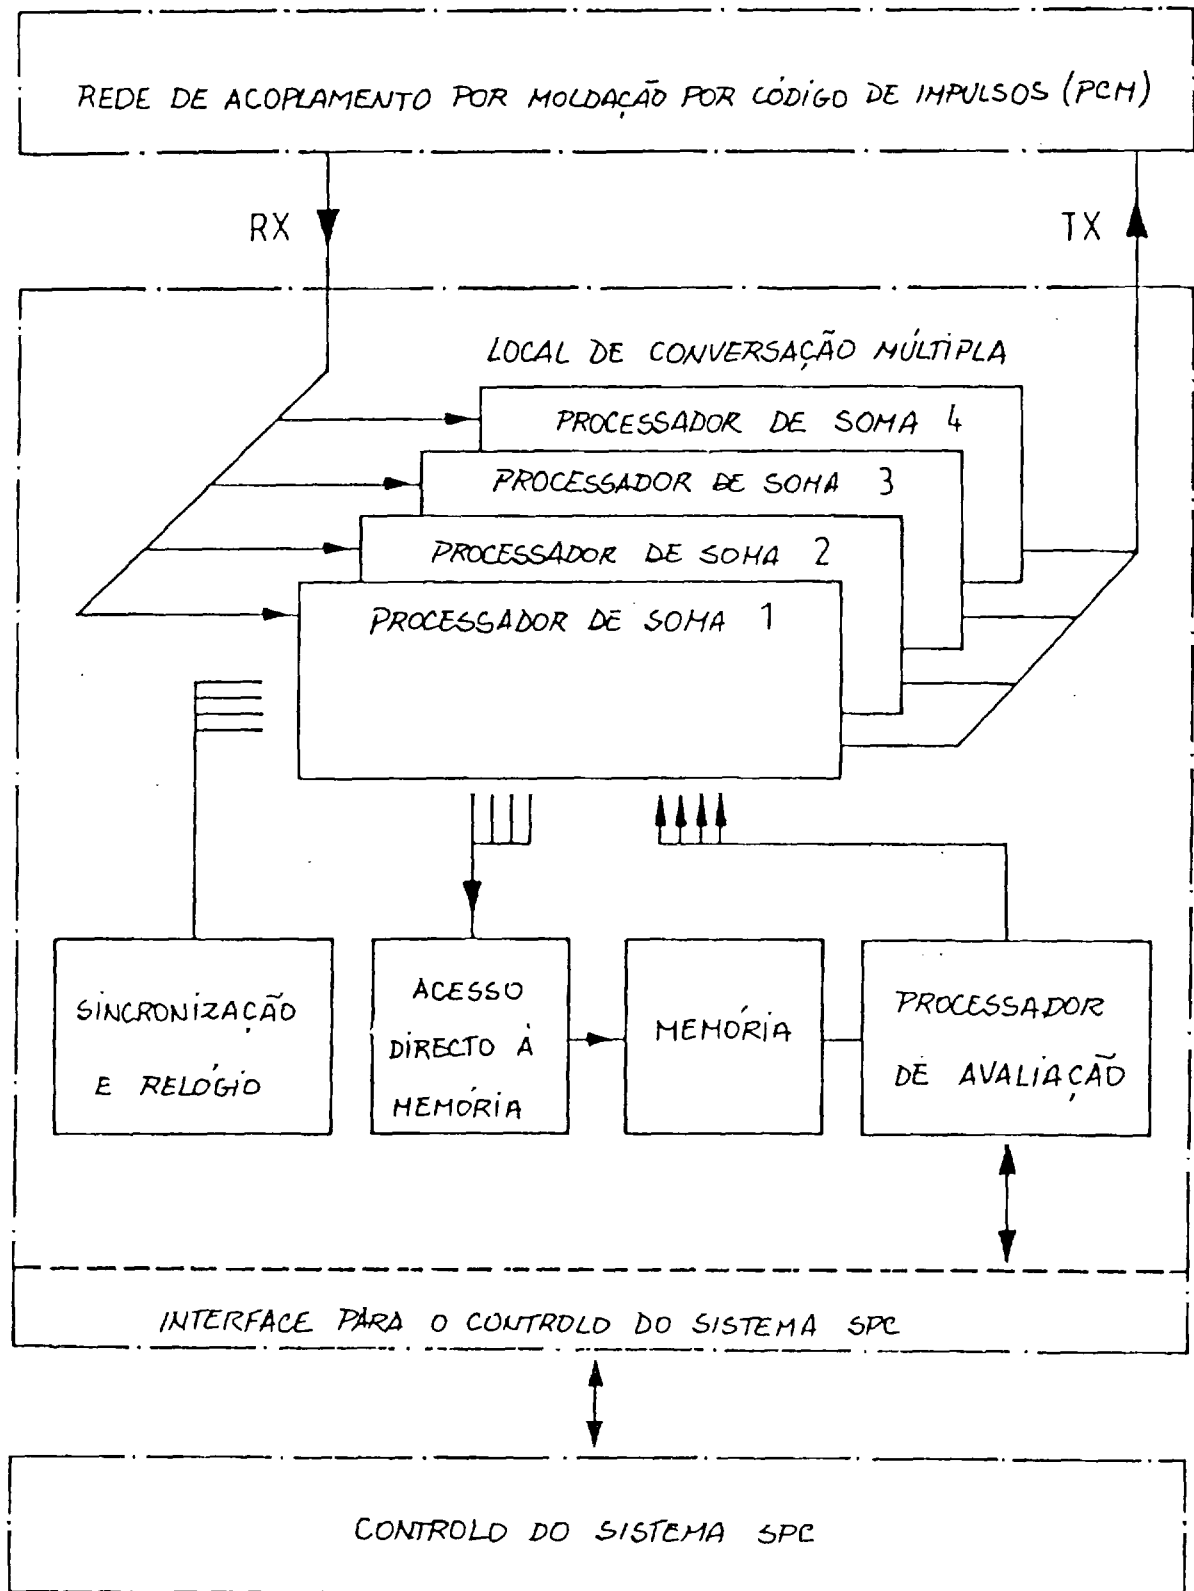 REDE DE ACOPLAMENTO POR MOLDAÇÃO POR CÓDIGO DE IMPULSOS (PCM)
RX
TX
LOCAL DE CONVERSAÇÃO MÚLTIPLA
PROCESSADOR DE SOMA 4
PROCESSADOR DE SOMA 3
PROCESSADOR DE SOMA 2
PROCESSADOR DE SOMA 1
SINCRONIZAÇÃO
E RELÓGIO
ACESSO
DIRECTO À
MEMÓRIA
MEMÓRIA
PROCESSADOR
DE AVALIAÇÃO
INTERFACE PARA O CONTROLO DO SISTEMA SPC
CONTROLO DO SISTEMA SPC